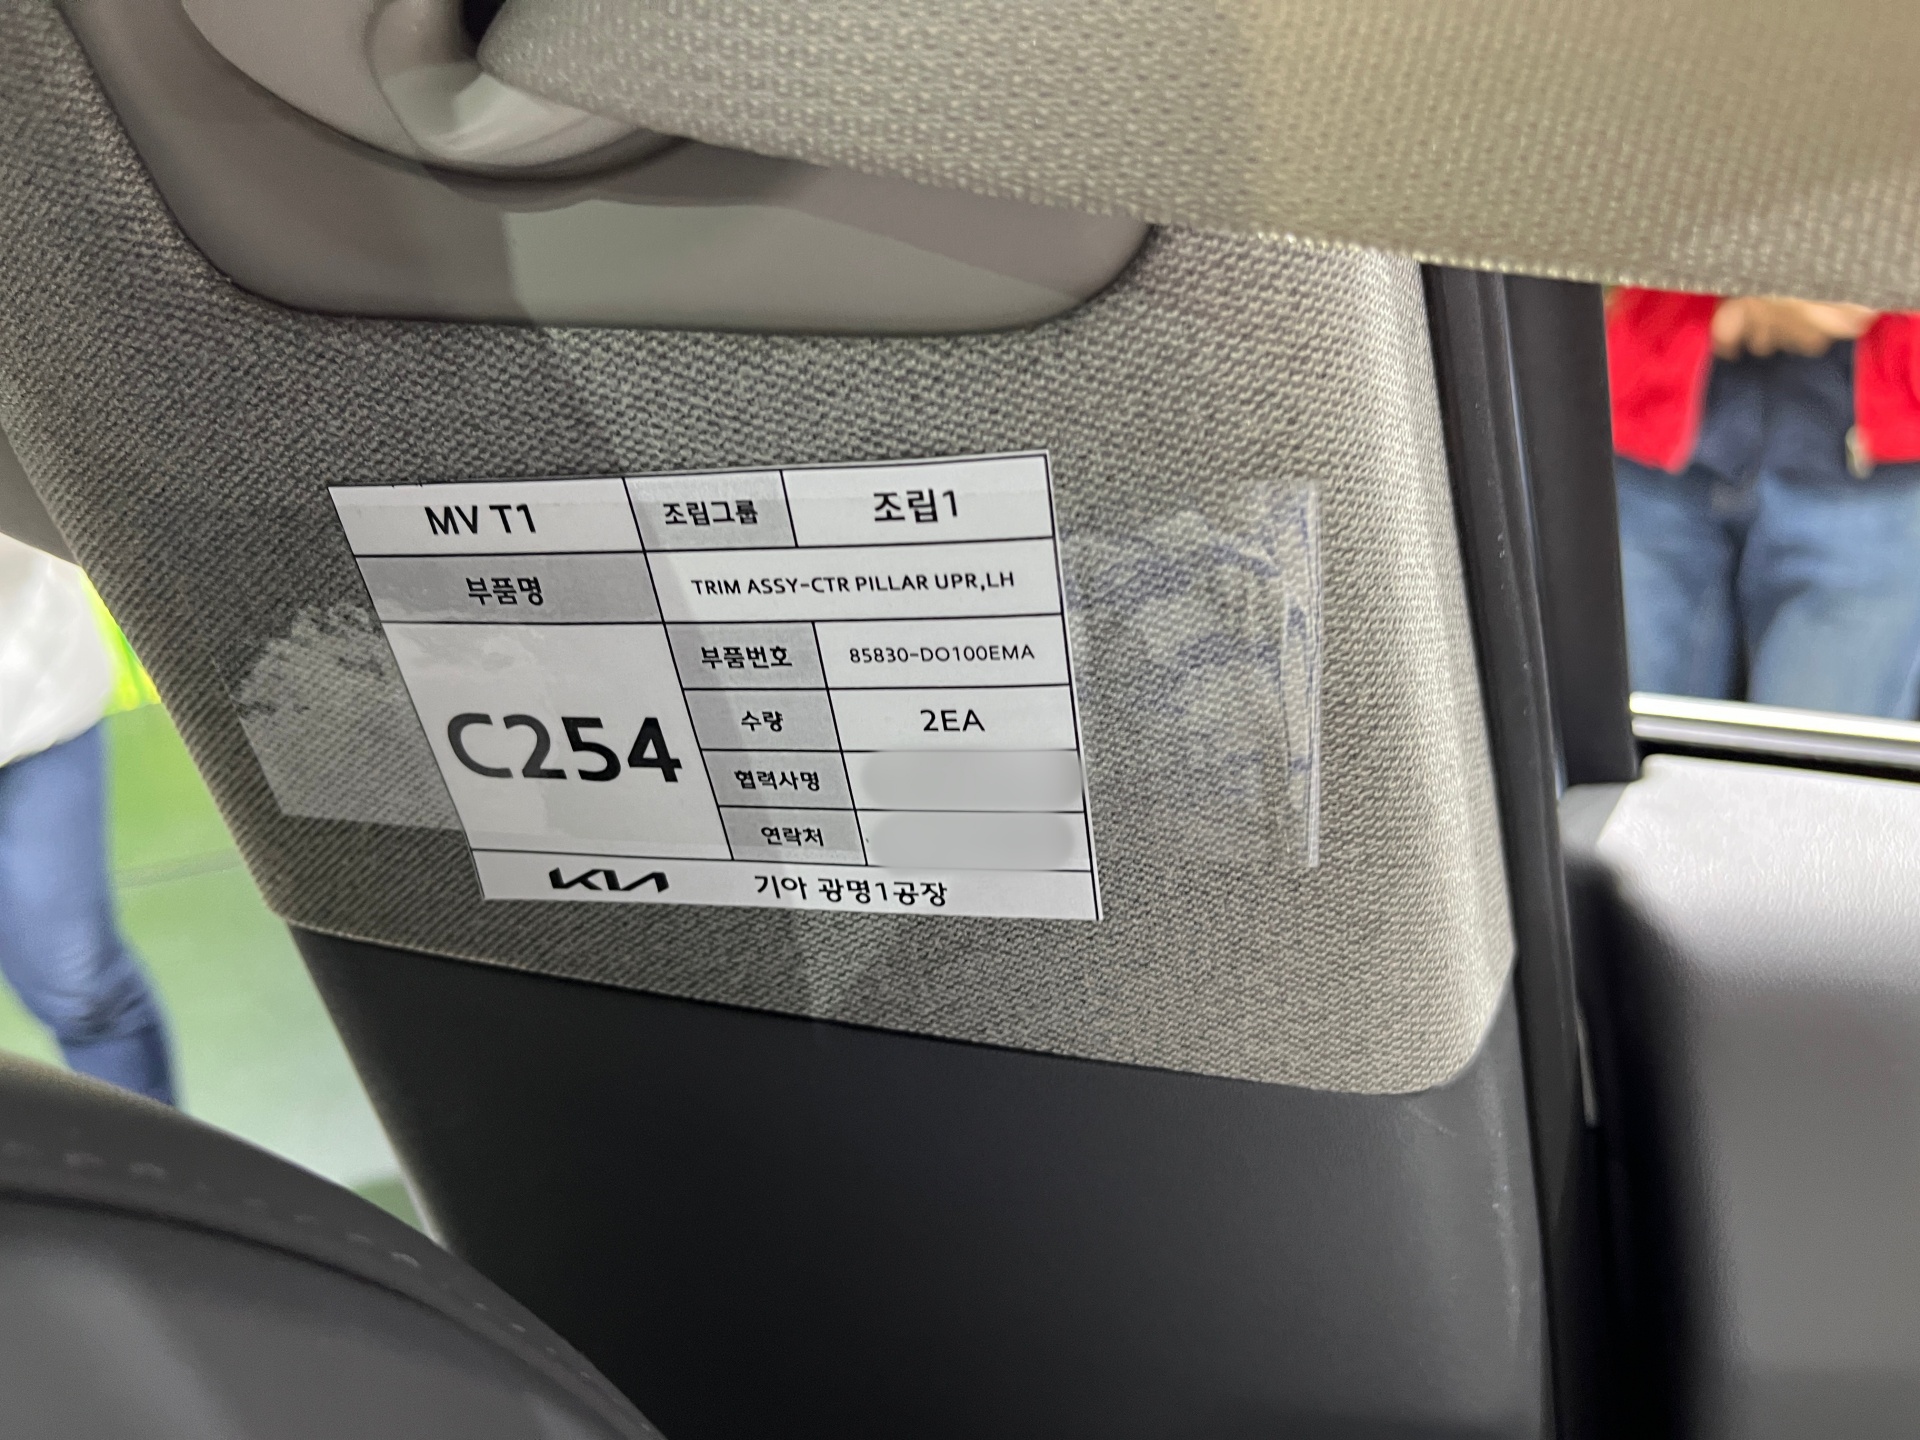 MV T1 조립그룹 조립1
부품명 TRIM ASSY-CTR PILLAR UPR,LH
C254
부품번호 85830-DO100EMA
수량 2EA
협력사명
연락처
KIA 기아 광명1공장